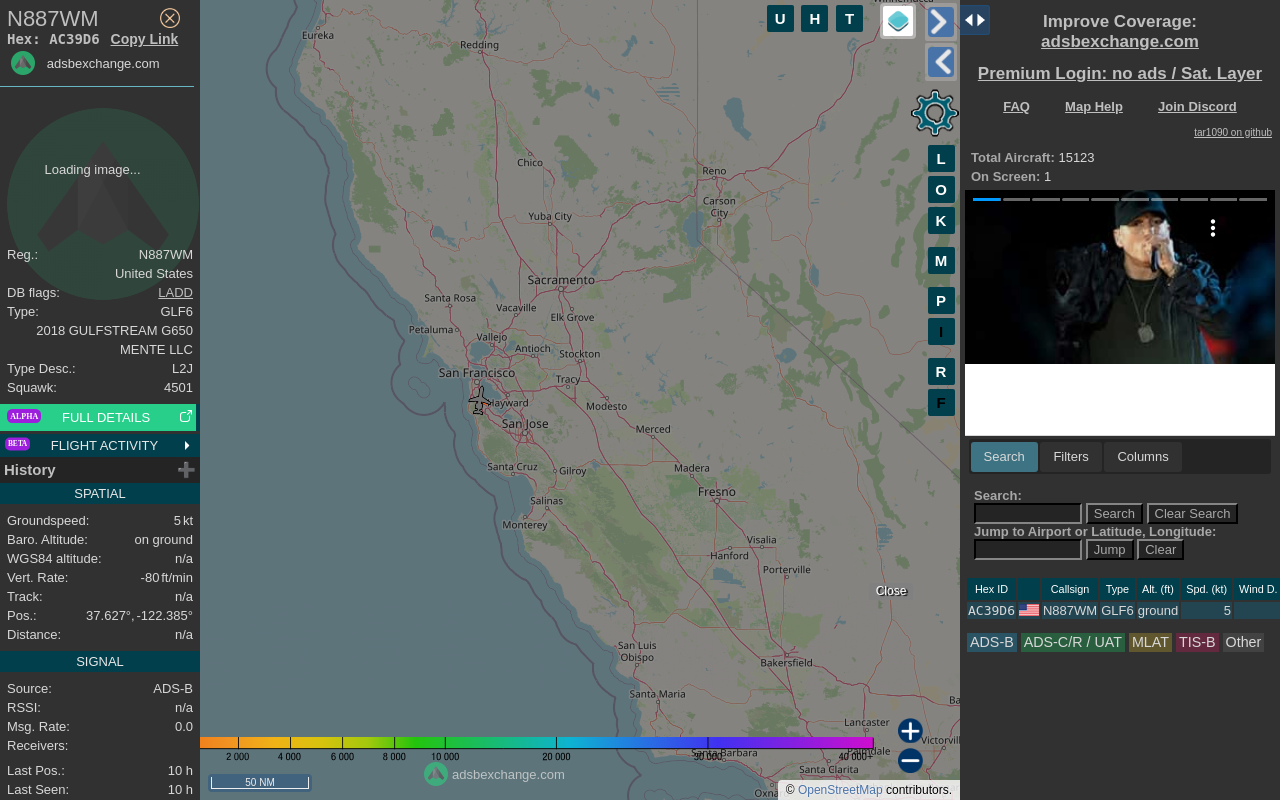 N887WM
Hex: AC39D6 Copy Link
adsbexchange.com
Loading image...
Reg.: N887WM
United States
DB flags: LADD
Type: GLF6
2018 GULFSTREAM G650
MENTE LLC
Type Desc.: L2J
Squawk: 4501
ALPHA FULL DETAILS
BETA FLIGHT ACTIVITY
History
SPATIAL
Groundspeed: 5 kt
Baro. Altitude: on ground
WGS84 altitude: n/a
Vert. Rate: -80 ft/min
Track: n/a
Pos.: 37.627°, -122.385°
Distance: n/a
SIGNAL
Source: ADS-B
RSSI: n/a
Msg. Rate: 0.0
Receivers:
Last Pos.: 10 h
Last Seen: 10 h
U H T
Eureka
Redding
Chico
Reno
Carson
City
Yuba City
Sacramento
Santa Rosa
Vacaville
Elk Grove
Petaluma
Vallejo
Antioch
Stockton
San Francisco
Tracy
Hayward
Modesto
San Jose
Merced
Santa Cruz
Gilroy
Madera
Salinas
Fresno
Monterey
Visalia
Hanford
Porterville
Close
San Luis
Obispo
Bakersfield
Santa Maria
Lancaster
Victorvil
Santa Barbara
Palmdale
Santa Clarita
Oxna
L
O
K
M
P
I
R
F
2 000 4 000 6 000 8 000 10 000 20 000 30 000 40 000+
adsbexchange.com
50 NM
© OpenStreetMap contributors.
Improve Coverage:
adsbexchange.com
Premium Login: no ads / Sat. Layer
FAQ Map Help Join Discord
tar1090 on github
Total Aircraft: 15123
On Screen: 1
Search Filters Columns
Search:
Search Clear Search
Jump to Airport or Latitude, Longitude:
Jump Clear
Hex ID Callsign Type Alt. (ft) Spd. (kt) Wind D.
AC39D6 N887WM GLF6 ground 5
ADS-B ADS-C/R / UAT MLAT TIS-B Other